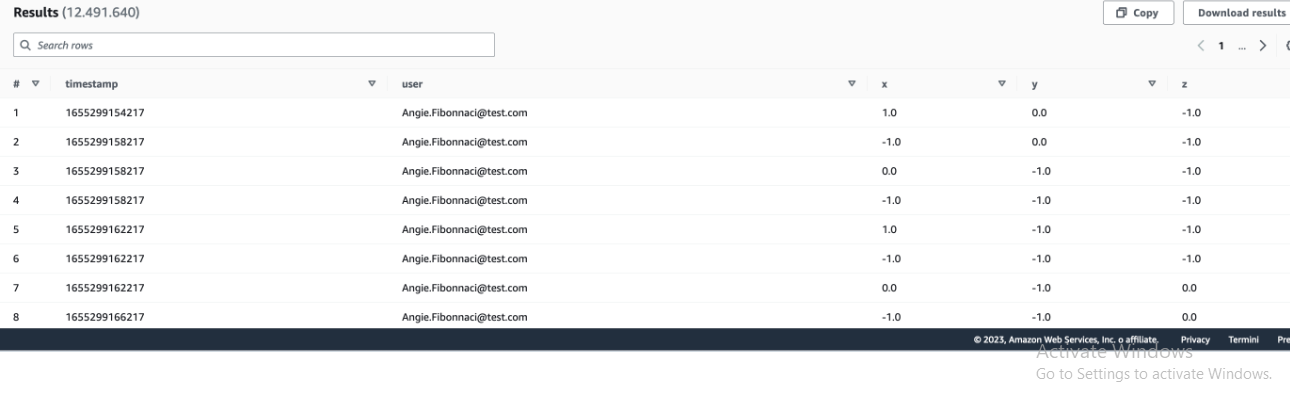 Results (12.491.640) Copy Download results
Search rows 1 ...
# timestamp user x y z
1 1655299154217 Angie.Fibonnaci@test.com 1.0 0.0 -1.0
2 1655299158217 Angie.Fibonnaci@test.com -1.0 0.0 -1.0
3 1655299158217 Angie.Fibonnaci@test.com 0.0 -1.0 -1.0
4 1655299158217 Angie.Fibonnaci@test.com -1.0 -1.0 -1.0
5 1655299162217 Angie.Fibonnaci@test.com 1.0 -1.0 -1.0
6 1655299162217 Angie.Fibonnaci@test.com -1.0 -1.0 -1.0
7 1655299162217 Angie.Fibonnaci@test.com 0.0 -1.0 0.0
8 1655299166217 Angie.Fibonnaci@test.com -1.0 -1.0 0.0
© 2023, Amazon Web Services, Inc. o affiliate. Privacy Termini Pre
Activate Windows
Go to Settings to activate Windows.